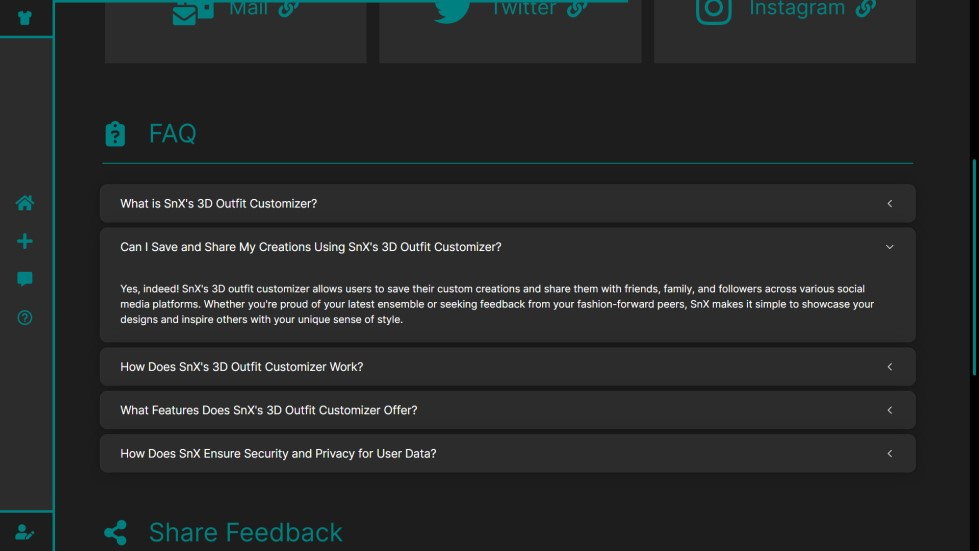 Mail
Twitter
Instagram
FAQ
What is SnX's 3D Outfit Customizer?
Can I Save and Share My Creations Using SnX's 3D Outfit Customizer?
Yes, indeed! SnX's 3D outfit customizer allows users to save their custom creations and share them with friends, family, and followers across various social
media platforms. Whether you're proud of your latest ensemble or seeking feedback from your fashion-forward peers, SnX makes it simple to showcase your
designs and inspire others with your unique sense of style.
How Does SnX's 3D Outfit Customizer Work?
What Features Does SnX's 3D Outfit Customizer Offer?
How Does SnX Ensure Security and Privacy for User Data?
Share Feedback